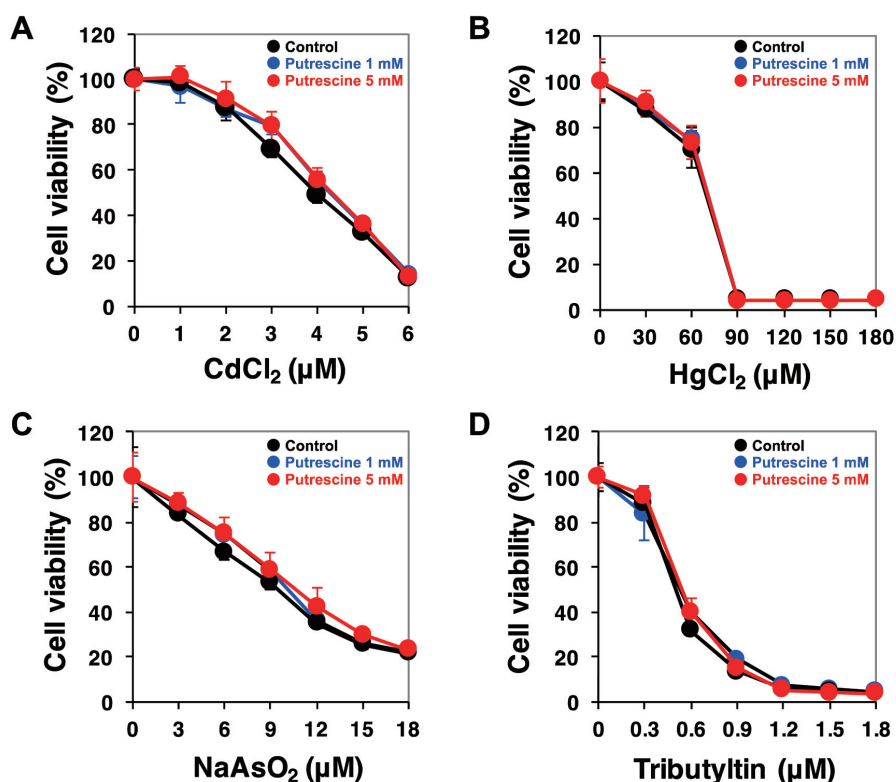 A
Cell viability (%)
120
100
80
60
40
20
0
Control
Putrescine 1 mM
Putrescine 5 mM
0 1 2 3 4 5 6
CdCl2 (µM)
B
Cell viability (%)
120
100
80
60
40
20
0
Control
Putrescine 1 mM
Putrescine 5 mM
0 30 60 90 120 150 180
HgCl2 (µM)
C
Cell viability (%)
120
100
80
60
40
20
0
Control
Putrescine 1 mM
Putrescine 5 mM
0 3 6 9 12 15 18
NaAsO2 (µM)
D
Cell viability (%)
120
100
80
60
40
20
0
Control
Putrescine 1 mM
Putrescine 5 mM
0 0.3 0.6 0.9 1.2 1.5 1.8
Tributyltin (µM)